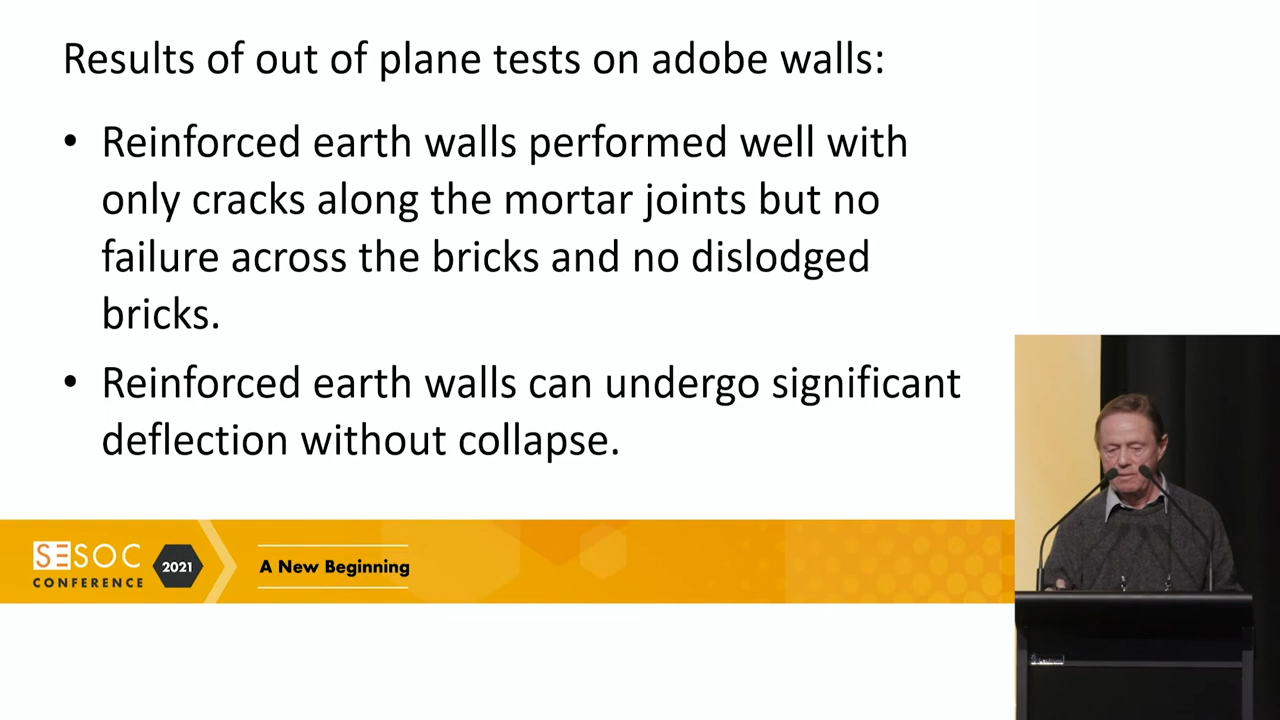 Results of out of plane tests on adobe walls:
• Reinforced earth walls performed well with
only cracks along the mortar joints but no
failure across the bricks and no dislodged
bricks.
• Reinforced earth walls can undergo significant
deflection without collapse.
SESOC
CONFERENCE
2021
A New Beginning